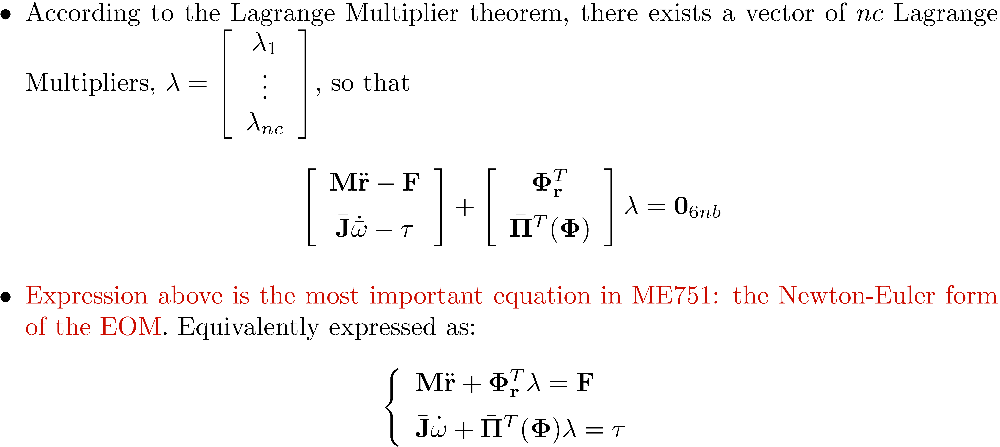 • According to the Lagrange Multiplier theorem, there exists a vector of $nc$ Lagrange
Multipliers, $\lambda = \begin{bmatrix} \lambda_1 \\ \vdots \\ \lambda_{nc} \end{bmatrix}$, so that
$\begin{bmatrix} \mathbf{M}\ddot{\mathbf{r}} - \mathbf{F} \\ \bar{\mathbf{J}}\dot{\bar{\omega}} - \tau \end{bmatrix} + \begin{bmatrix} \mathbf{\Phi}_{\mathbf{r}}^T \\ \bar{\mathbf{\Pi}}^T(\mathbf{\Phi}) \end{bmatrix} \lambda = \mathbf{0}_{6nb}$
• Expression above is the most important equation in ME751: the Newton-Euler form
of the EOM. Equivalently expressed as:
$\begin{cases} \mathbf{M}\ddot{\mathbf{r}} + \mathbf{\Phi}_{\mathbf{r}}^T \lambda = \mathbf{F} \\ \bar{\mathbf{J}}\dot{\bar{\omega}} + \bar{\mathbf{\Pi}}^T(\mathbf{\Phi})\lambda = \tau \end{cases}$